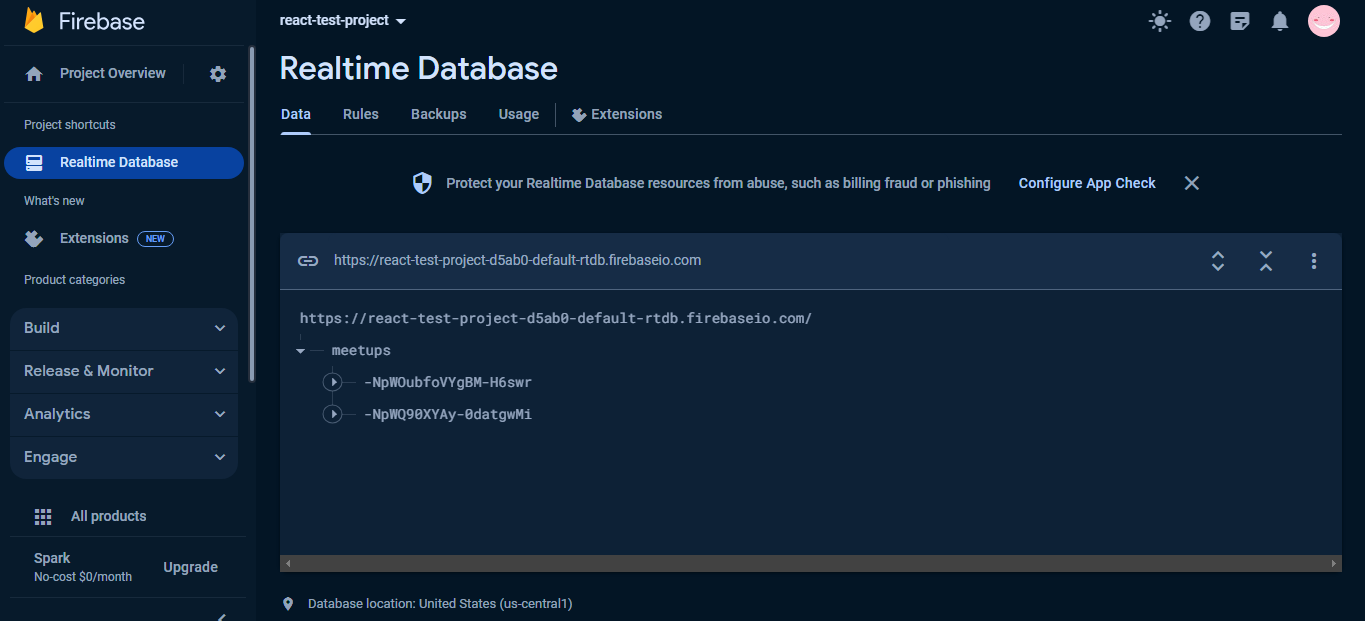 Firebase
react-test-project
Project Overview
Realtime Database
Project shortcuts
Data Rules Backups Usage Extensions
Realtime Database
Protect your Realtime Database resources from abuse, such as billing fraud or phishing Configure App Check
What's new
Extensions NEW
https://react-test-project-d5ab0-default-rtdb.firebaseio.com
Product categories
https://react-test-project-d5ab0-default-rtdb.firebaseio.com/
Build
meetups
Release & Monitor
-NpWOubfoVYgBM-H6swr
Analytics
-NpWQ90XYAy-0datgwMi
Engage
All products
Spark
No-cost $0/month
Upgrade
Database location: United States (us-central1)